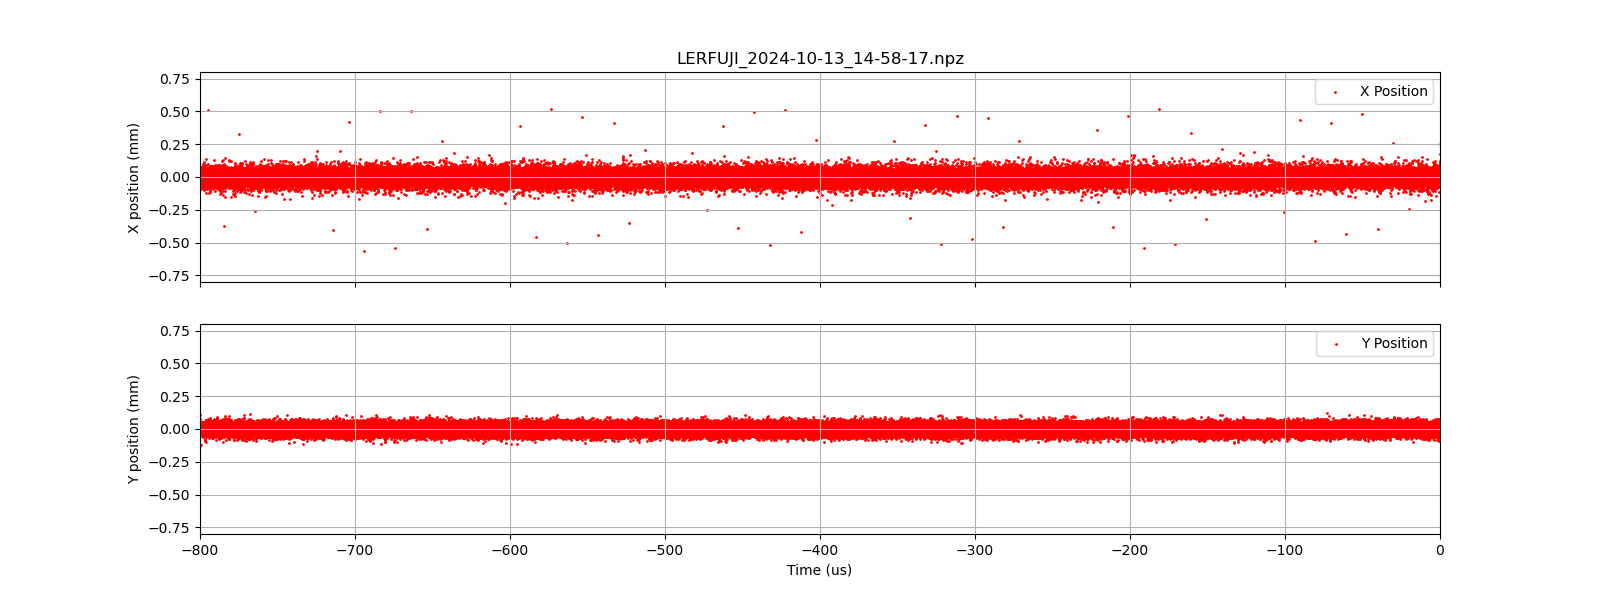 LERFUJI_2024-10-13_14-58-17.npz
0.75
0.50
0.25
0.00
−0.25
−0.50
−0.75
X position (mm)
X Position
0.75
0.50
0.25
0.00
−0.25
−0.50
−0.75
Y position (mm)
Y Position
−800 −700 −600 −500 −400 −300 −200 −100 0
Time (us)